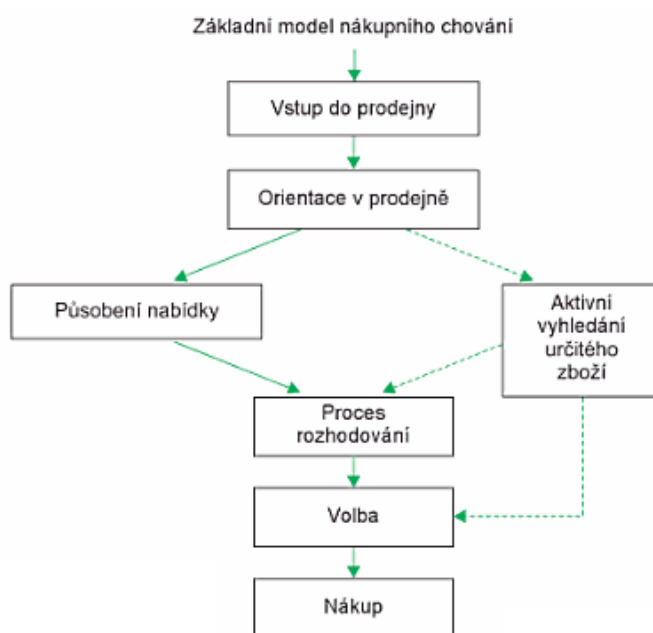 Základní model nákupního chování
Vstup do prodejny
Orientace v prodejně
Působení nabídky
Aktivní
vyhledání
určitého
zboží
Proces
rozhodování
Volba
Nákup